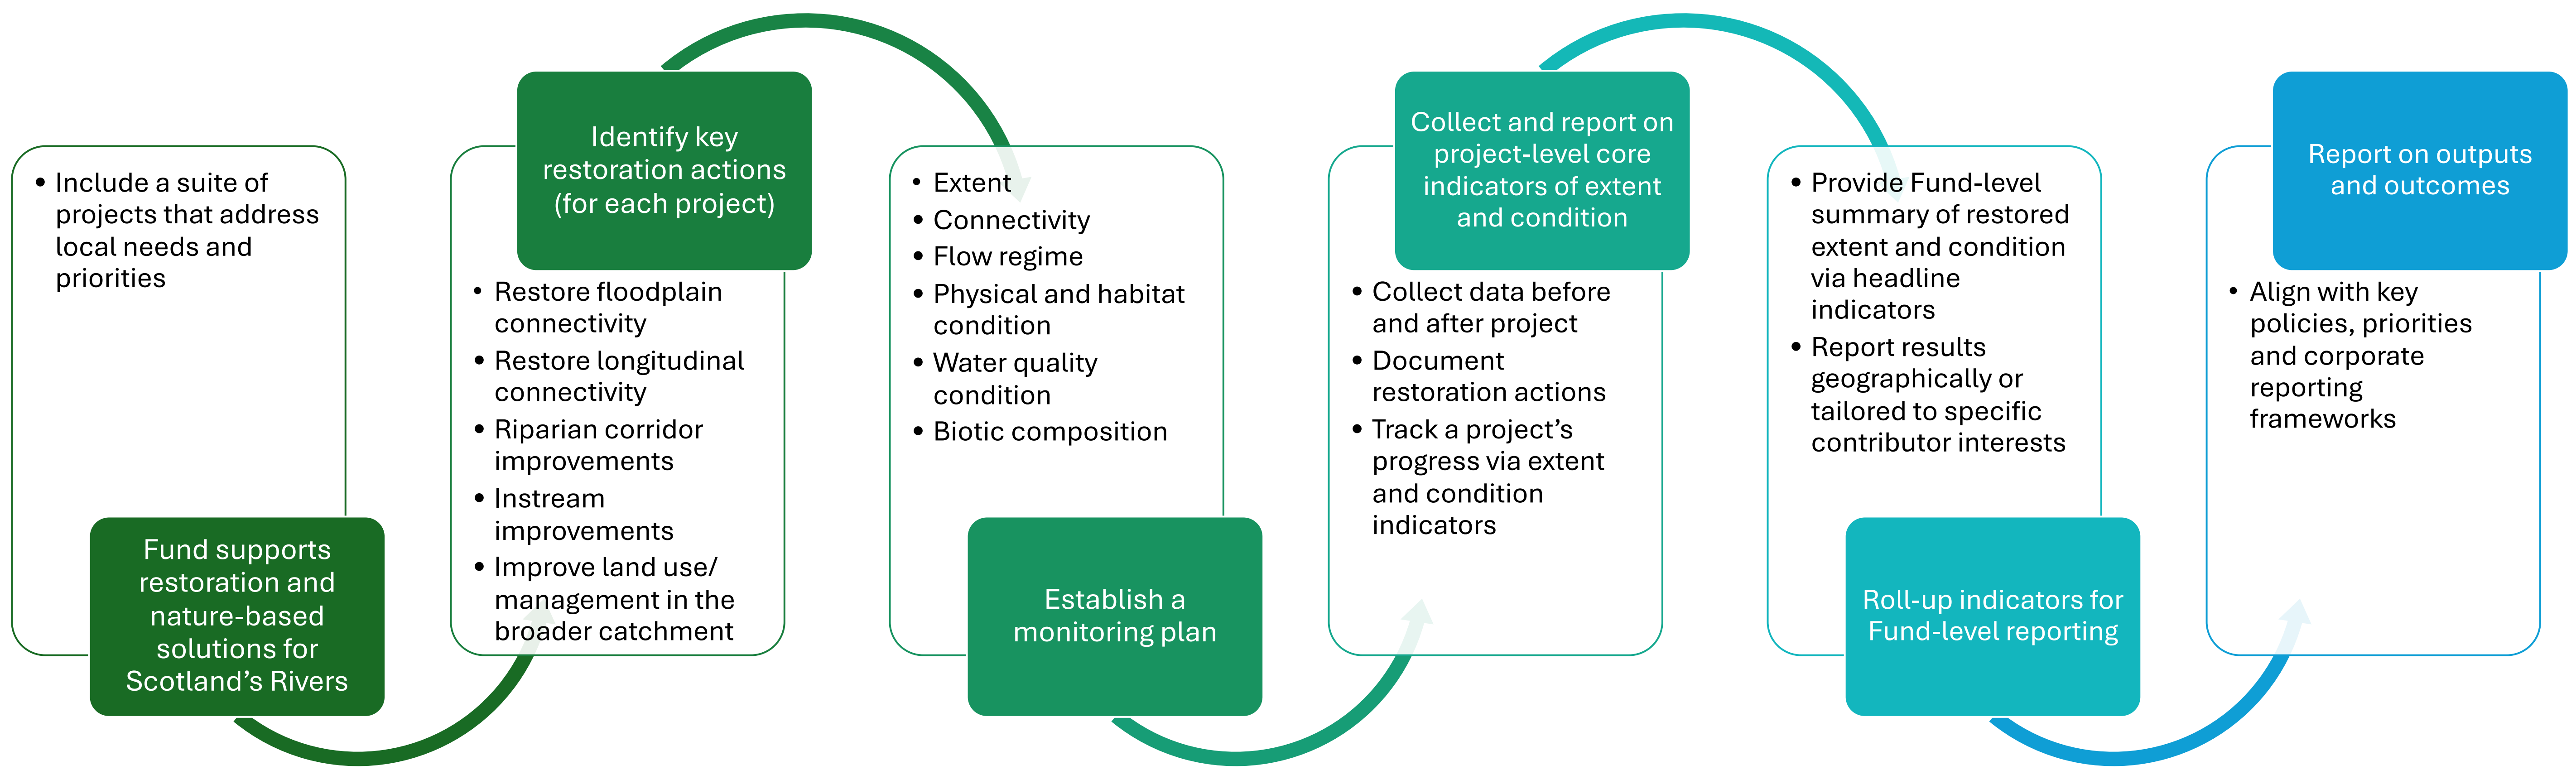 • Include a suite of
projects that address
local needs and
priorities
Fund supports
restoration and
nature-based
solutions for
Scotland’s Rivers
Identify key
restoration actions
(for each project)
• Restore floodplain
connectivity
• Restore longitudinal
connectivity
• Riparian corridor
improvements
• Instream
improvements
• Improve land use/
management in the
broader catchment
• Extent
• Connectivity
• Flow regime
• Physical and habitat
condition
• Water quality
condition
• Biotic composition
Establish a
monitoring plan
Collect and report on
project-level core
indicators of extent
and condition
• Collect data before
and after project
• Document
restoration actions
• Track a project’s
progress via extent
and condition
indicators
• Provide Fund-level
summary of restored
extent and condition
via headline
indicators
• Report results
geographically or
tailored to specific
contributor interests
Roll-up indicators for
Fund-level reporting
Report on outputs
and outcomes
• Align with key
policies, priorities
and corporate
reporting
frameworks